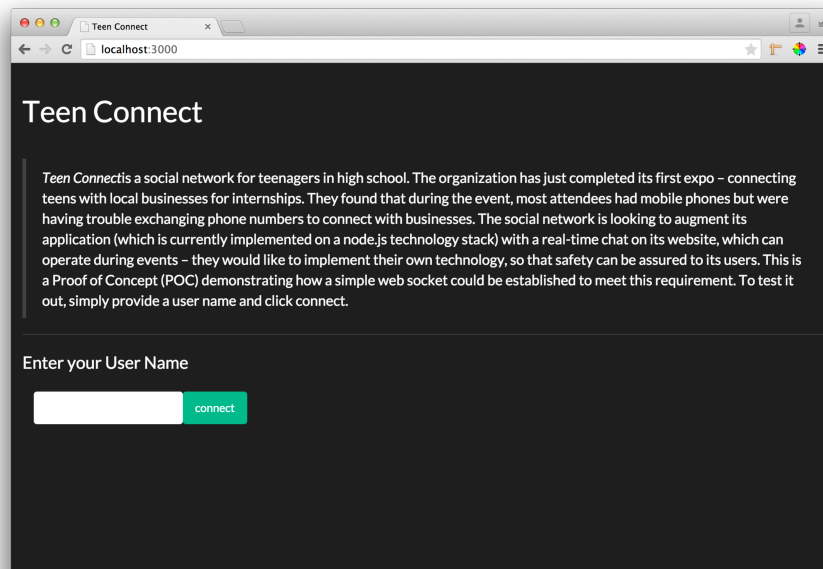 Teen Connect
localhost:3000
Teen Connect
Teen Connectis a social network for teenagers in high school. The organization has just completed its first expo – connecting
teens with local businesses for internships. They found that during the event, most attendees had mobile phones but were
having trouble exchanging phone numbers to connect with businesses. The social network is looking to augment its
application (which is currently implemented on a node.js technology stack) with a real-time chat on its website, which can
operate during events – they would like to implement their own technology, so that safety can be assured to its users. This is
a Proof of Concept (POC) demonstrating how a simple web socket could be established to meet this requirement. To test it
out, simply provide a user name and click connect.
Enter your User Name
connect